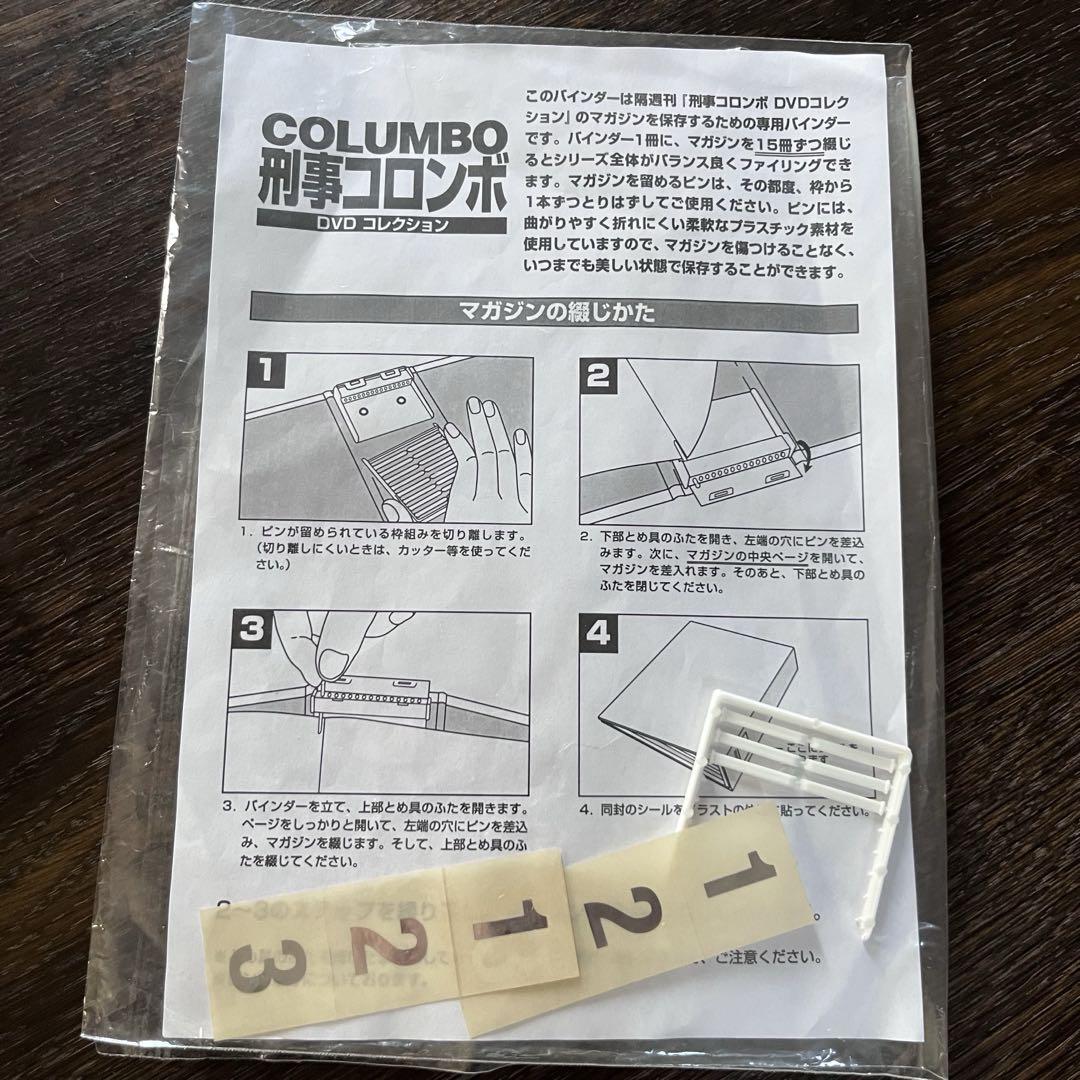 COLUMBO
刑事コロンボ
DVD コレクション
このバインダーは隔週刊『刑事コロンボ DVDコレク
ション』のマガジンを保存するための専用バインダー
です。バインダー1冊に、マガジンを15冊ずつ綴じ
るとシリーズ全体がバランス良くファイリングでき
ます。マガジンを留めるピンは、その都度、枠から
1本ずつとりはずしてご使用ください。ピンには、
曲がりやすく折れにくい柔軟なプラスチック素材を
使用していますので、マガジンを傷つけることなく、
いつまでも美しい状態で保存することができます。
マガジンの綴じかた
1
1. ピンが留められている枠組みを切り離します。
(切り離しにくいときは、カッター等を使ってくだ
さい。)
2
2. 下部とめ具のふたを開き、左端の穴にピンを差込
みます。次に、マガジンの中央ページを開いて、
マガジンを差入れます。そのあと、下部とめ具の
ふたを閉じてください。
3
3. バインダーを立て、上部とめ具のふたを開きます。
ページをしっかりと開いて、左端の穴にピンを差込
み、マガジンを綴じます。そして、上部とめ具のふ
たを綴じてください。
4
4. 同封のシールを
貼ってください。
2〜3の
ご注意ください。
1
2
1
2
3